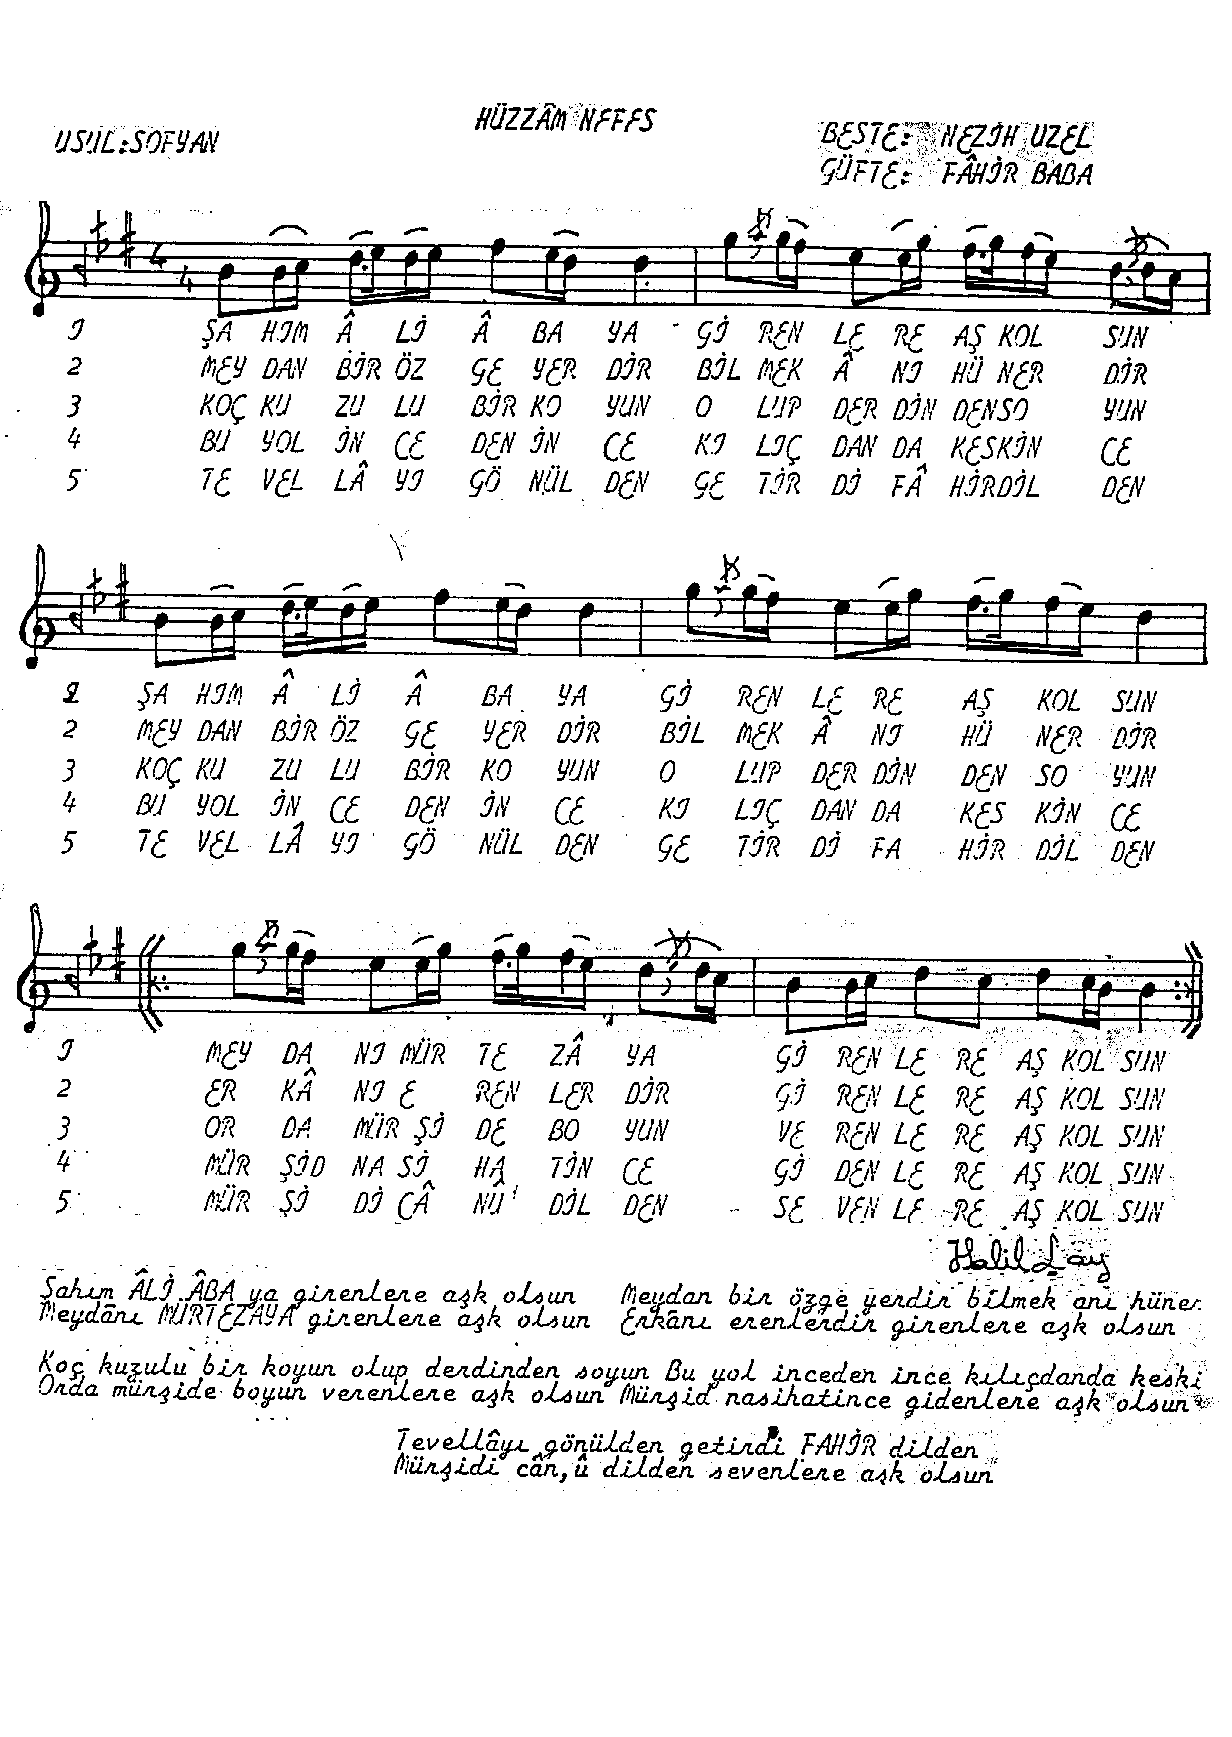 HÜZZÂM NEFES
USUL:SOFYAN
BESTE: NEZİH UZEL
GÜFTE: FÂHİR BABA
4
4
1 ŞA HIM Â Lİ Â BA YA Gİ REN LE RE AŞ KOL SUN
2 MEY DAN BİR ÖZ GE YER DİR BİL MEK Â NI HÜ NER DİR
3 KOÇ KU ZU LU BİR KO YUN O LUP DER DİN DENSO YUN
4 BU YOL İN CE DEN İN CE KI LIÇ DAN DA KESKİN CE
5 TE VEL LÂ YI GÖ NÜL DEN GE TİR Dİ FÂ HİRDİL DEN
1 ŞA HIM Â Lİ Â BA YA Gİ REN LE RE AŞ KOL SUN
2 MEY DAN BİR ÖZ GE YER DİR BİL MEK Â NI HÜ NER DİR
3 KOÇ KU ZU LU BİR KO YUN O LUP DER DİN DEN SO YUN
4 BU YOL İN CE DEN İN CE KI LIÇ DAN DA KES KİN CE
5 TE VEL LÂ YI GÖ NÜL DEN GE TİR Dİ FA HİR DİL DEN
1 MEY DA NI MÜR TE ZÂ YA Gİ REN LE RE AŞ KOL SUN
2 ER KÂ NI E REN LER DİR Gİ REN LE RE AŞ KOL SUN
3 OR DA MÜR Şİ DE BO YUN VE REN LE RE AŞ KOL SUN
4 MÜR ŞİD NA Sİ HA TİN CE Gİ DEN LE RE AŞ KOL SUN
5 MÜR Şİ Dİ CÂ NÛ' DİL DEN SE VEN LE RE AŞ KOL SUN
Şahım ÂLİ ÂBA ya girenlere aşk olsun Meydan bir özge yerdir bilmek anı hüner
Meydânı MÜRTEZAYA girenlere aşk olsun Erkânı erenlerdir girenlere aşk olsun
Koç kuzulu bir koyun olup derdinden soyun Bu yol inceden ince kılıçdanda keski
Orda mürşide boyun verenlere aşk olsun Mürşid nasihatince gidenlere aşk olsun
Tevellâyı gönülden getirdi FAHİR dilden
Mürşidi cân,û dilden sevenlere aşk olsun